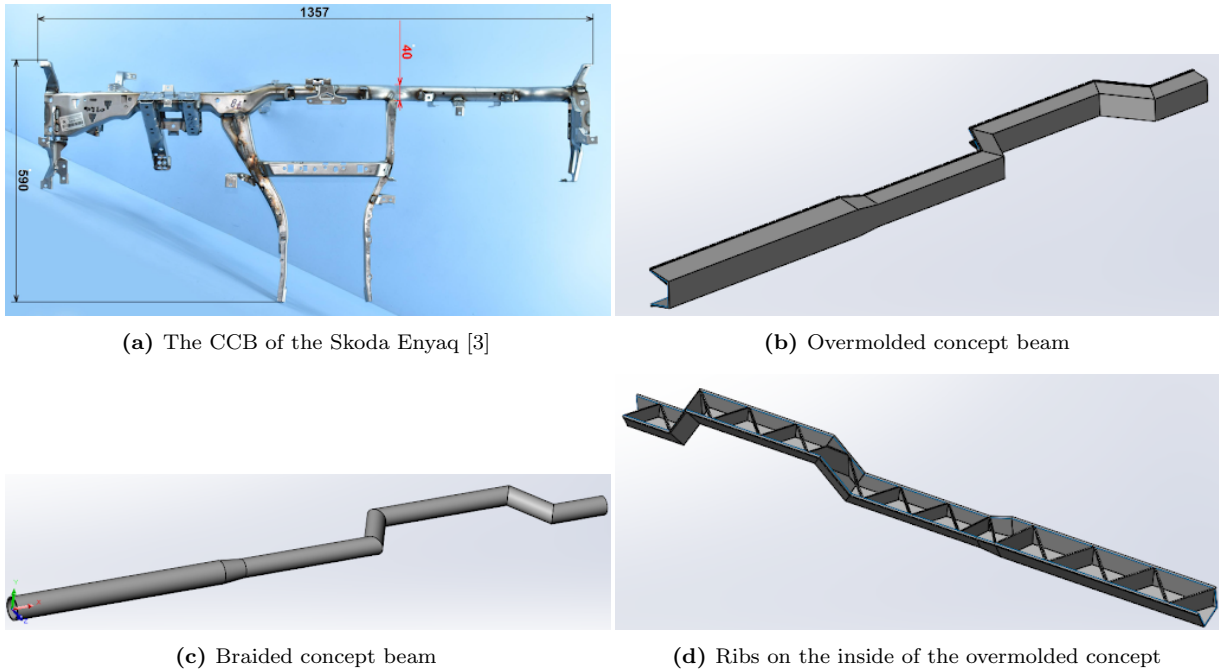 1357
40
590
(a) The CCB of the Skoda Enyaq [3]
(b) Overmolded concept beam
(c) Braided concept beam
(d) Ribs on the inside of the overmolded concept